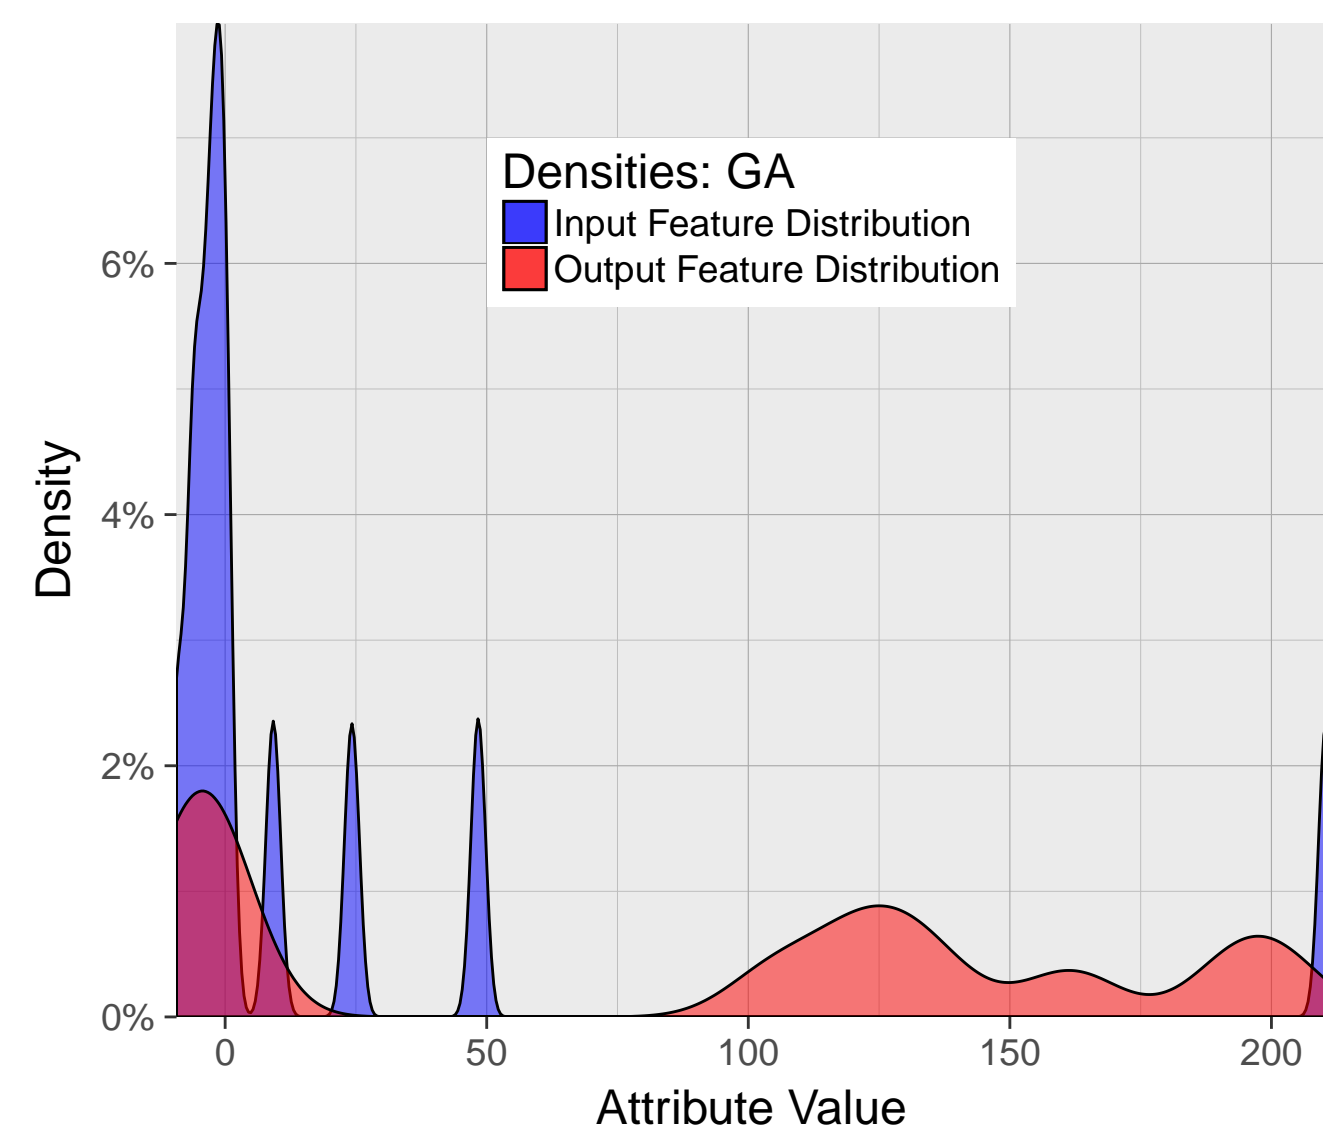 Densities: GA
Input Feature Distribution
Output Feature Distribution
6%
4%
2%
0%
Density
0 50 100 150 200
Attribute Value